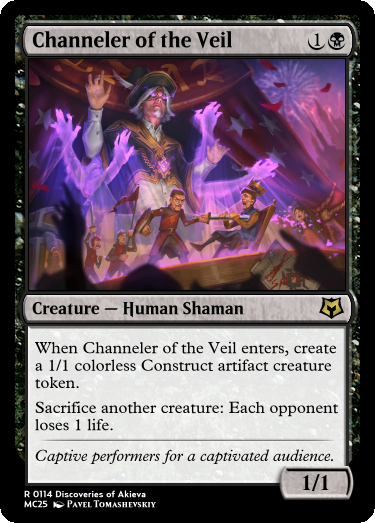 Channeler of the Veil 1
Creature — Human Shaman
When Channeler of the Veil enters, create
a 1/1 colorless Construct artifact creature
token.
Sacrifice another creature: Each opponent
loses 1 life.
Captive performers for a captivated audience.
1/1
R 0114 Discoveries of Akieva
MC25 Pavel Tomashevskiy